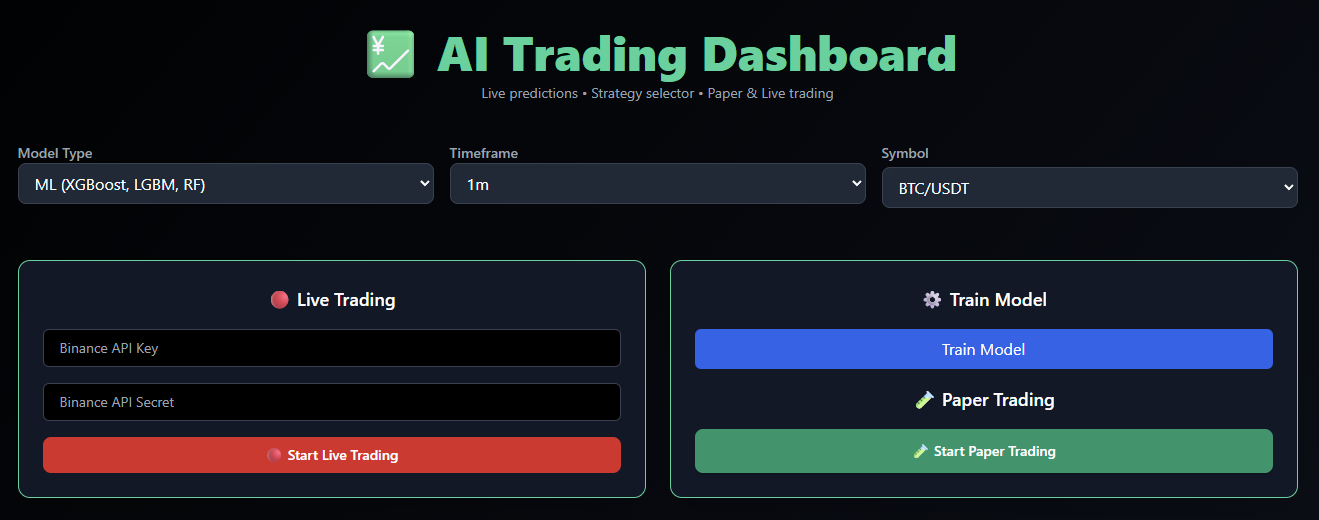 AI Trading Dashboard
Live predictions • Strategy selector • Paper & Live trading
Model Type
ML (XGBoost, LGBM, RF)
Timeframe
1m
Symbol
BTC/USDT
Live Trading
Binance API Key
Binance API Secret
Start Live Trading
Train Model
Train Model
Paper Trading
Start Paper Trading